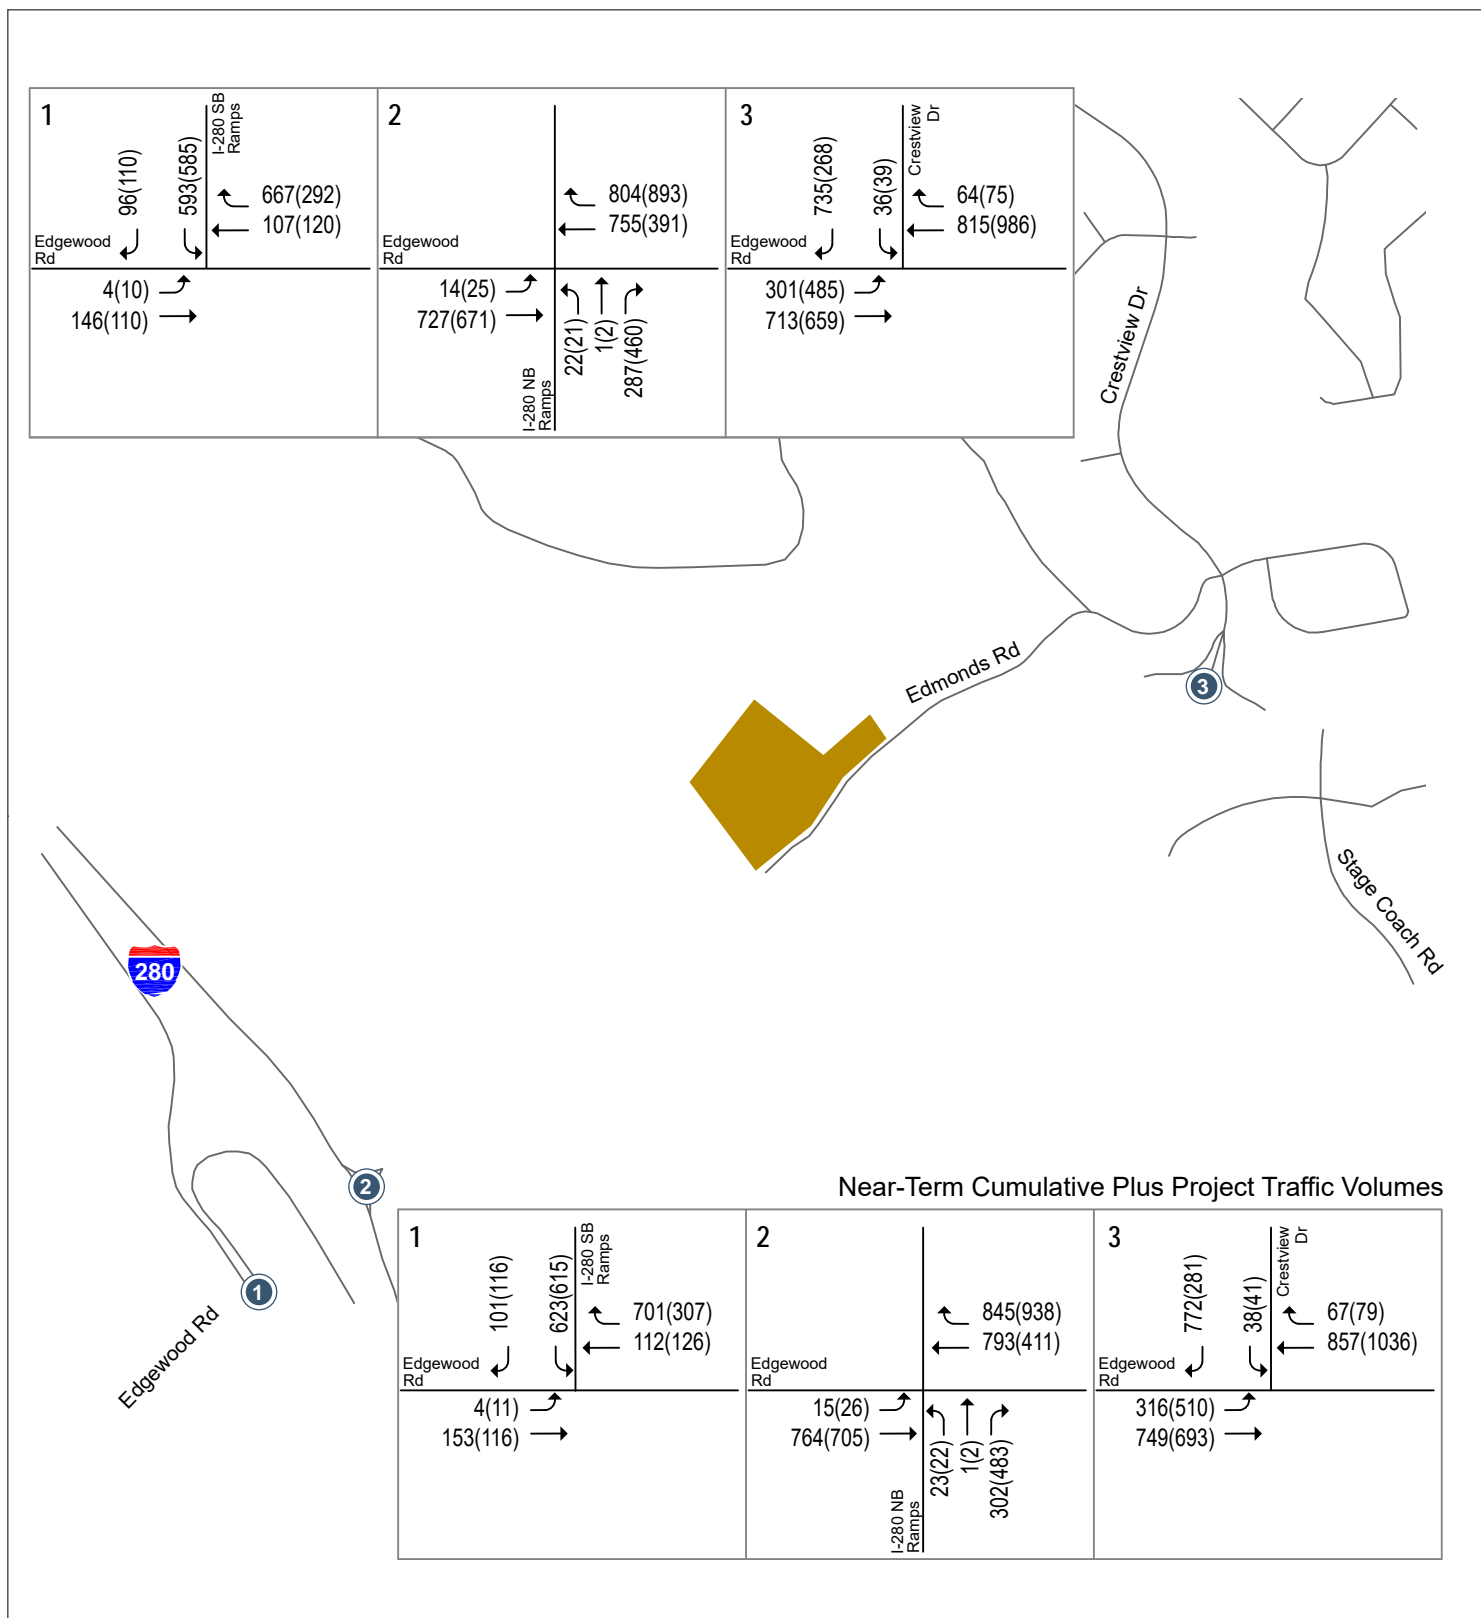 1
96(110)
593(585)
I-280 SB
Ramps
667(292)
107(120)
Edgewood
Rd
4(10)
146(110)
2
804(893)
755(391)
Edgewood
Rd
14(25)
727(671)
22(21)
1(2)
287(460)
I-280 NB
Ramps
3
735(268)
36(39)
Crestview
Dr
64(75)
815(986)
Edgewood
Rd
301(485)
713(659)
Crestview Dr
Edmonds Rd
3
Stage Coach Rd
280
2
1
Edgewood Rd
Near-Term Cumulative Plus Project Traffic Volumes
1
101(116)
623(615)
I-280 SB
Ramps
701(307)
112(126)
Edgewood
Rd
4(11)
153(116)
2
845(938)
793(411)
Edgewood
Rd
15(26)
764(705)
23(22)
1(2)
302(483)
I-280 NB
Ramps
3
772(281)
38(41)
Crestview
Dr
67(79)
857(1036)
Edgewood
Rd
316(510)
749(693)